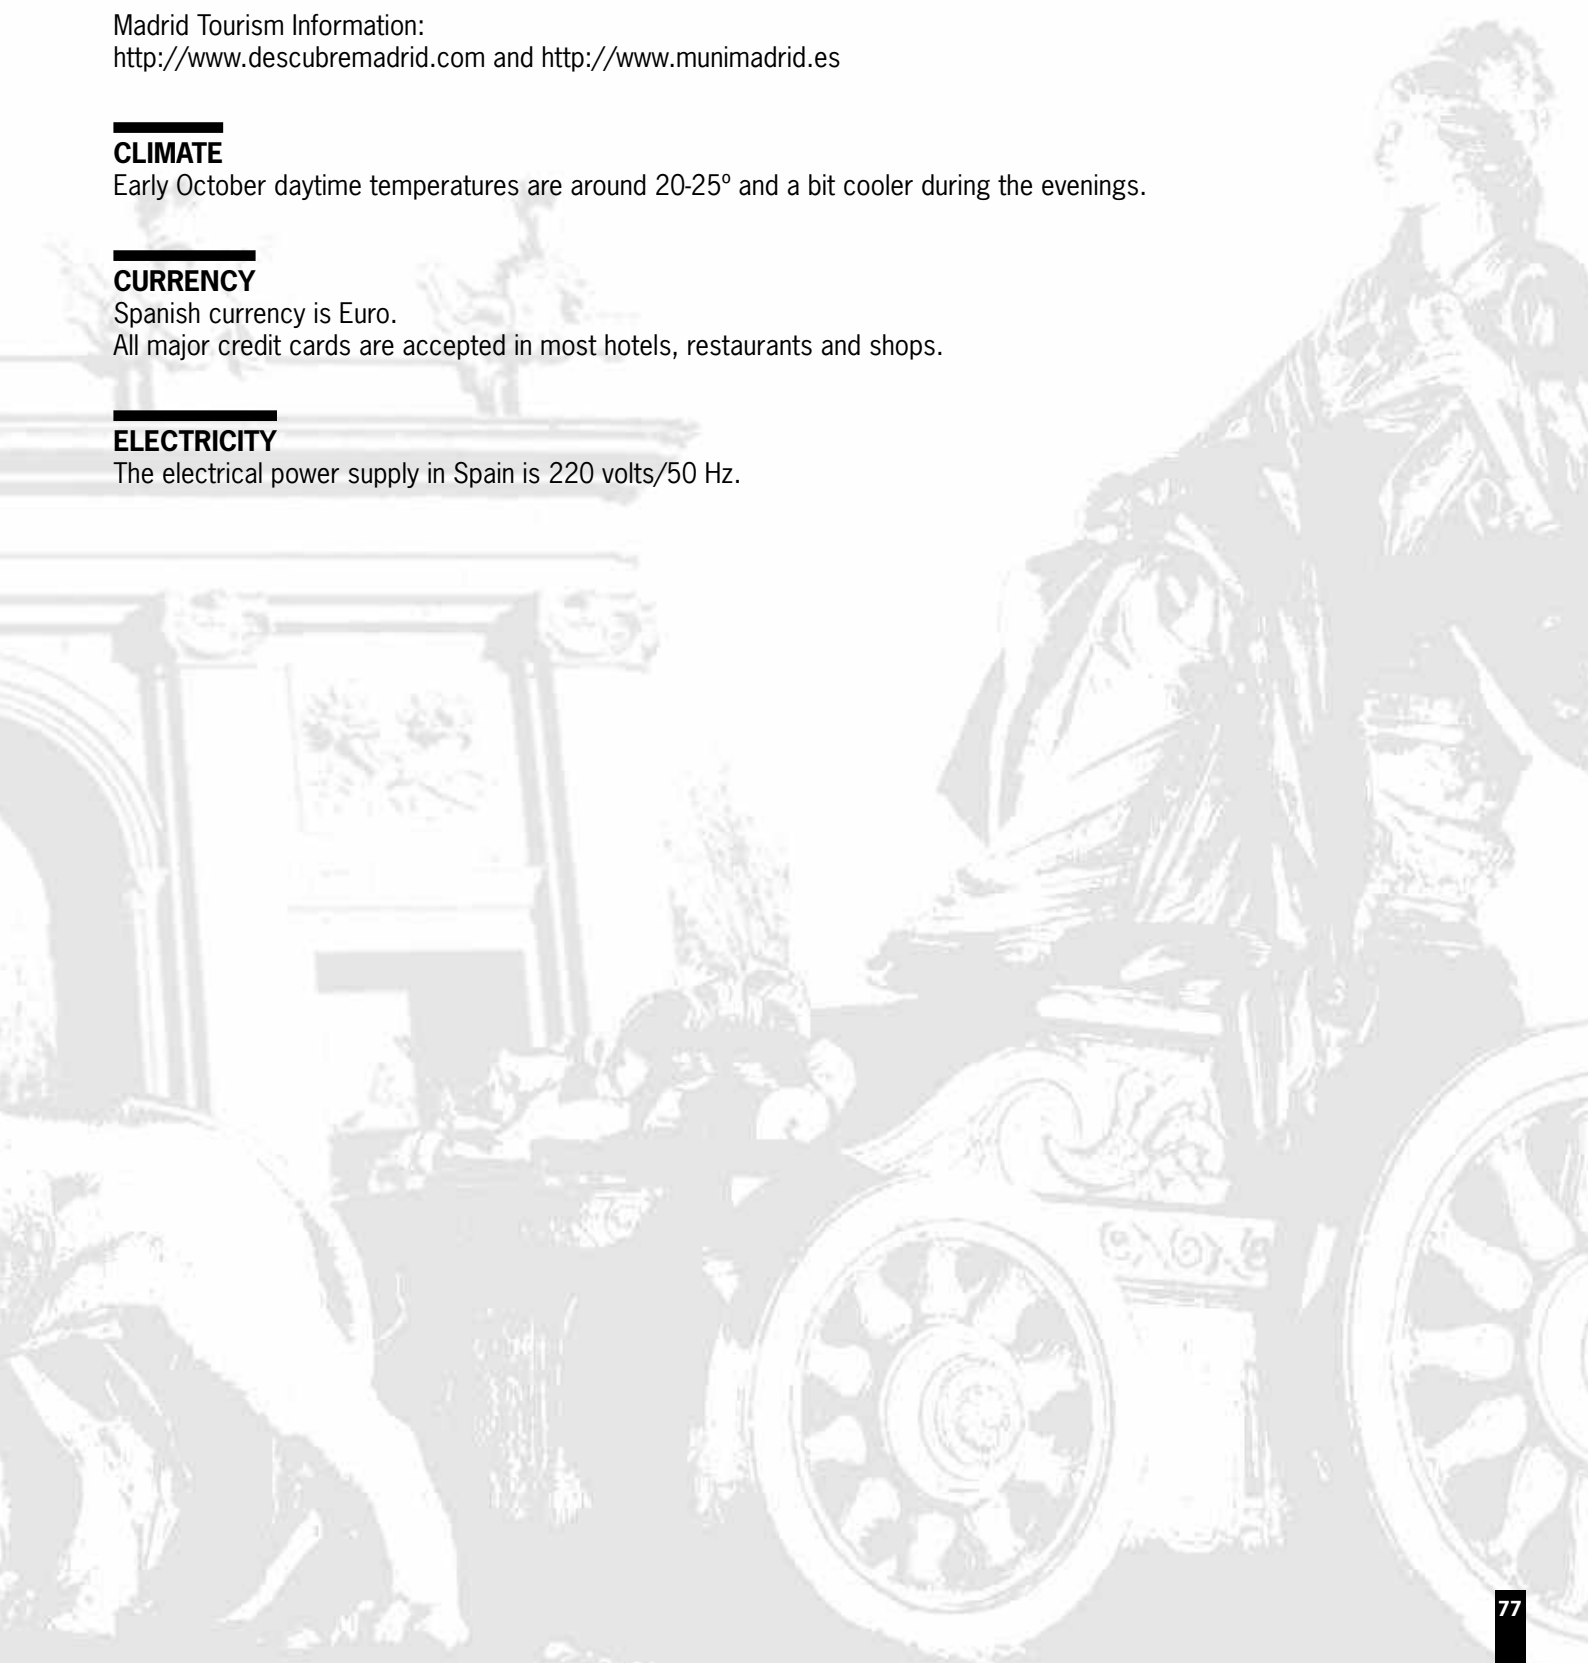 Madrid Tourism Information:
http://www.descubremadrid.com and http://www.munimadrid.es
CLIMATE
Early October daytime temperatures are around 20-25º and a bit cooler during the evenings.
CURRENCY
Spanish currency is Euro.
All major credit cards are accepted in most hotels, restaurants and shops.
ELECTRICITY
The electrical power supply in Spain is 220 volts/50 Hz.
77